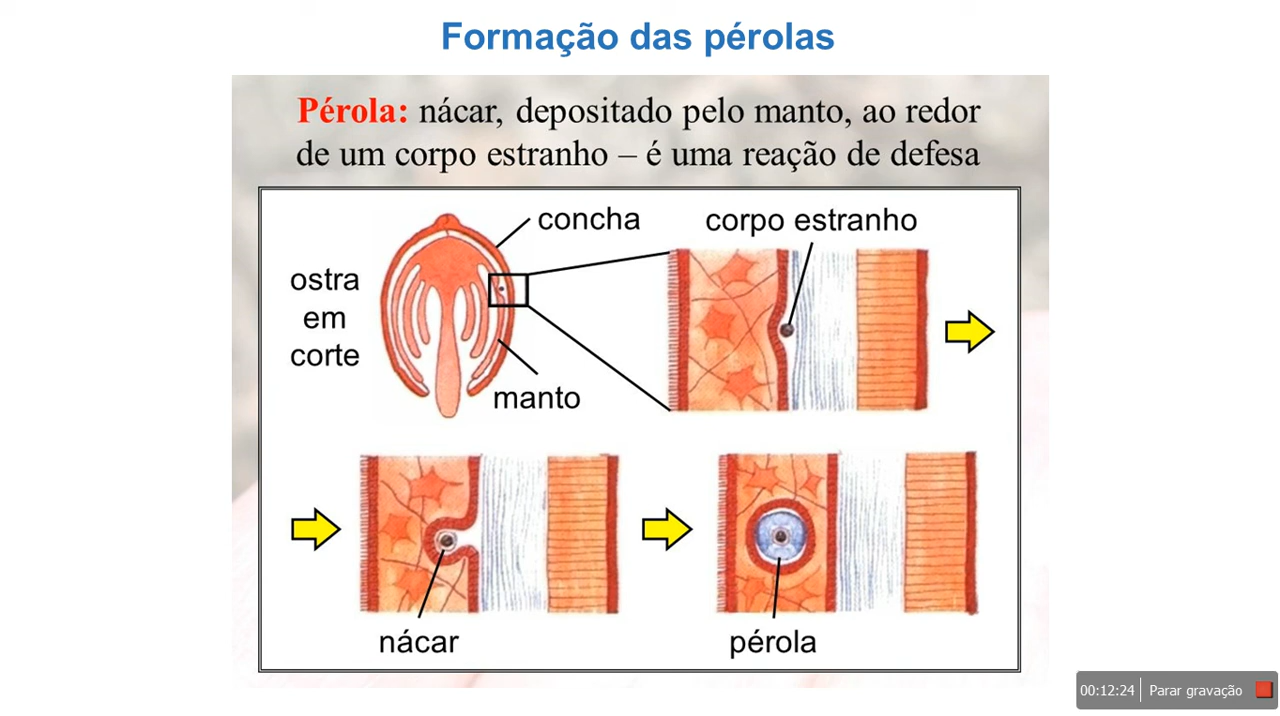 Formação das pérolas
Pérola: nácar, depositado pelo manto, ao redor
de um corpo estranho – é uma reação de defesa
concha
corpo estranho
ostra
em
corte
manto
nácar
pérola
00:12:24 Parar gravação